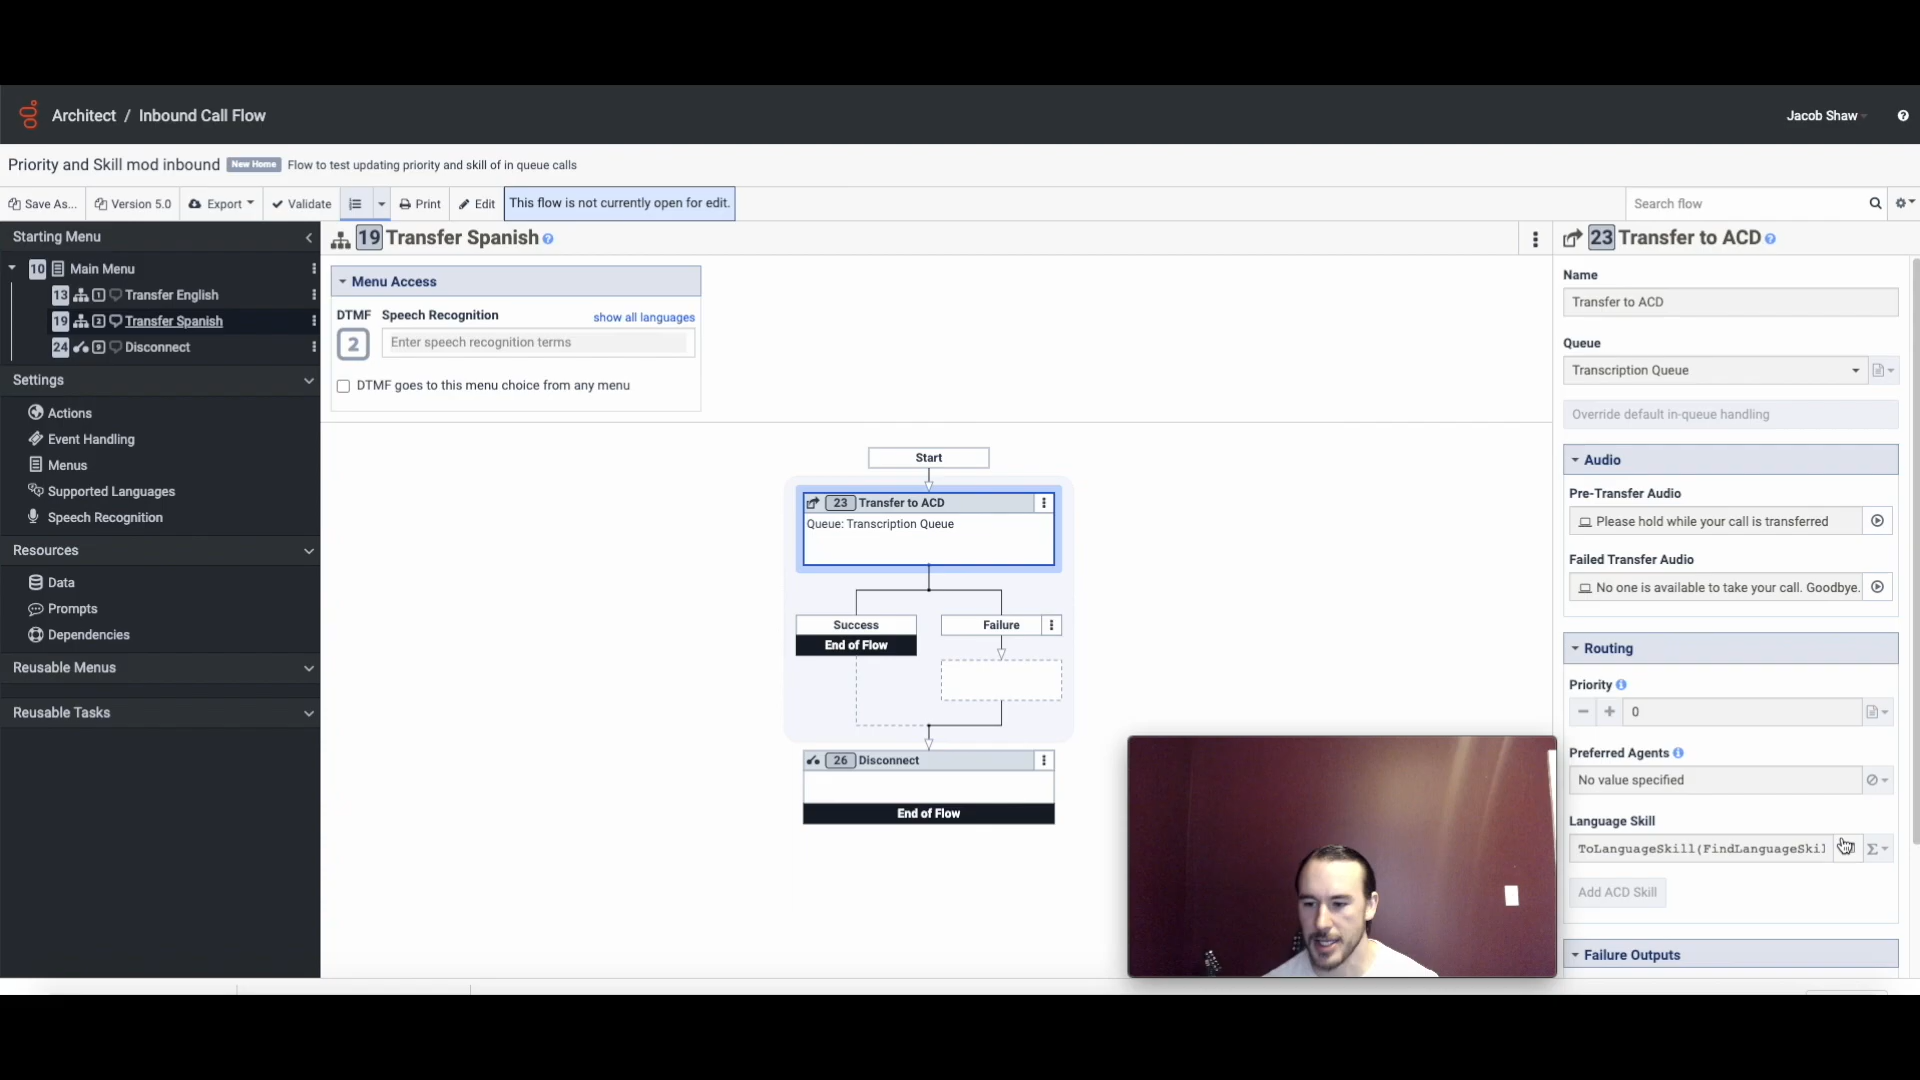 Architect / Inbound Call Flow
Jacob Shaw
Priority and Skill mod inbound New Home Flow to test updating priority and skill of in queue calls
Save As... Version 5.0 Export Validate Print Edit This flow is not currently open for edit. Search flow
Starting Menu
10 Main Menu
13 1 Transfer English
19 2 Transfer Spanish
24 9 Disconnect
Settings
Actions
Event Handling
Menus
Supported Languages
Speech Recognition
Resources
Data
Prompts
Dependencies
Reusable Menus
Reusable Tasks
19 Transfer Spanish
Menu Access
DTMF Speech Recognition show all languages
2 Enter speech recognition terms
DTMF goes to this menu choice from any menu
Start
23 Transfer to ACD
Queue: Transcription Queue
Success Failure
End of Flow
26 Disconnect
End of Flow
23 Transfer to ACD
Name
Transfer to ACD
Queue
Transcription Queue
Override default in-queue handling
Audio
Pre-Transfer Audio
Please hold while your call is transferred
Failed Transfer Audio
No one is available to take your call. Goodbye.
Routing
Priority
0
Preferred Agents
No value specified
Language Skill
ToLanguageSkill(FindLanguageSkil
Add ACD Skill
Failure Outputs